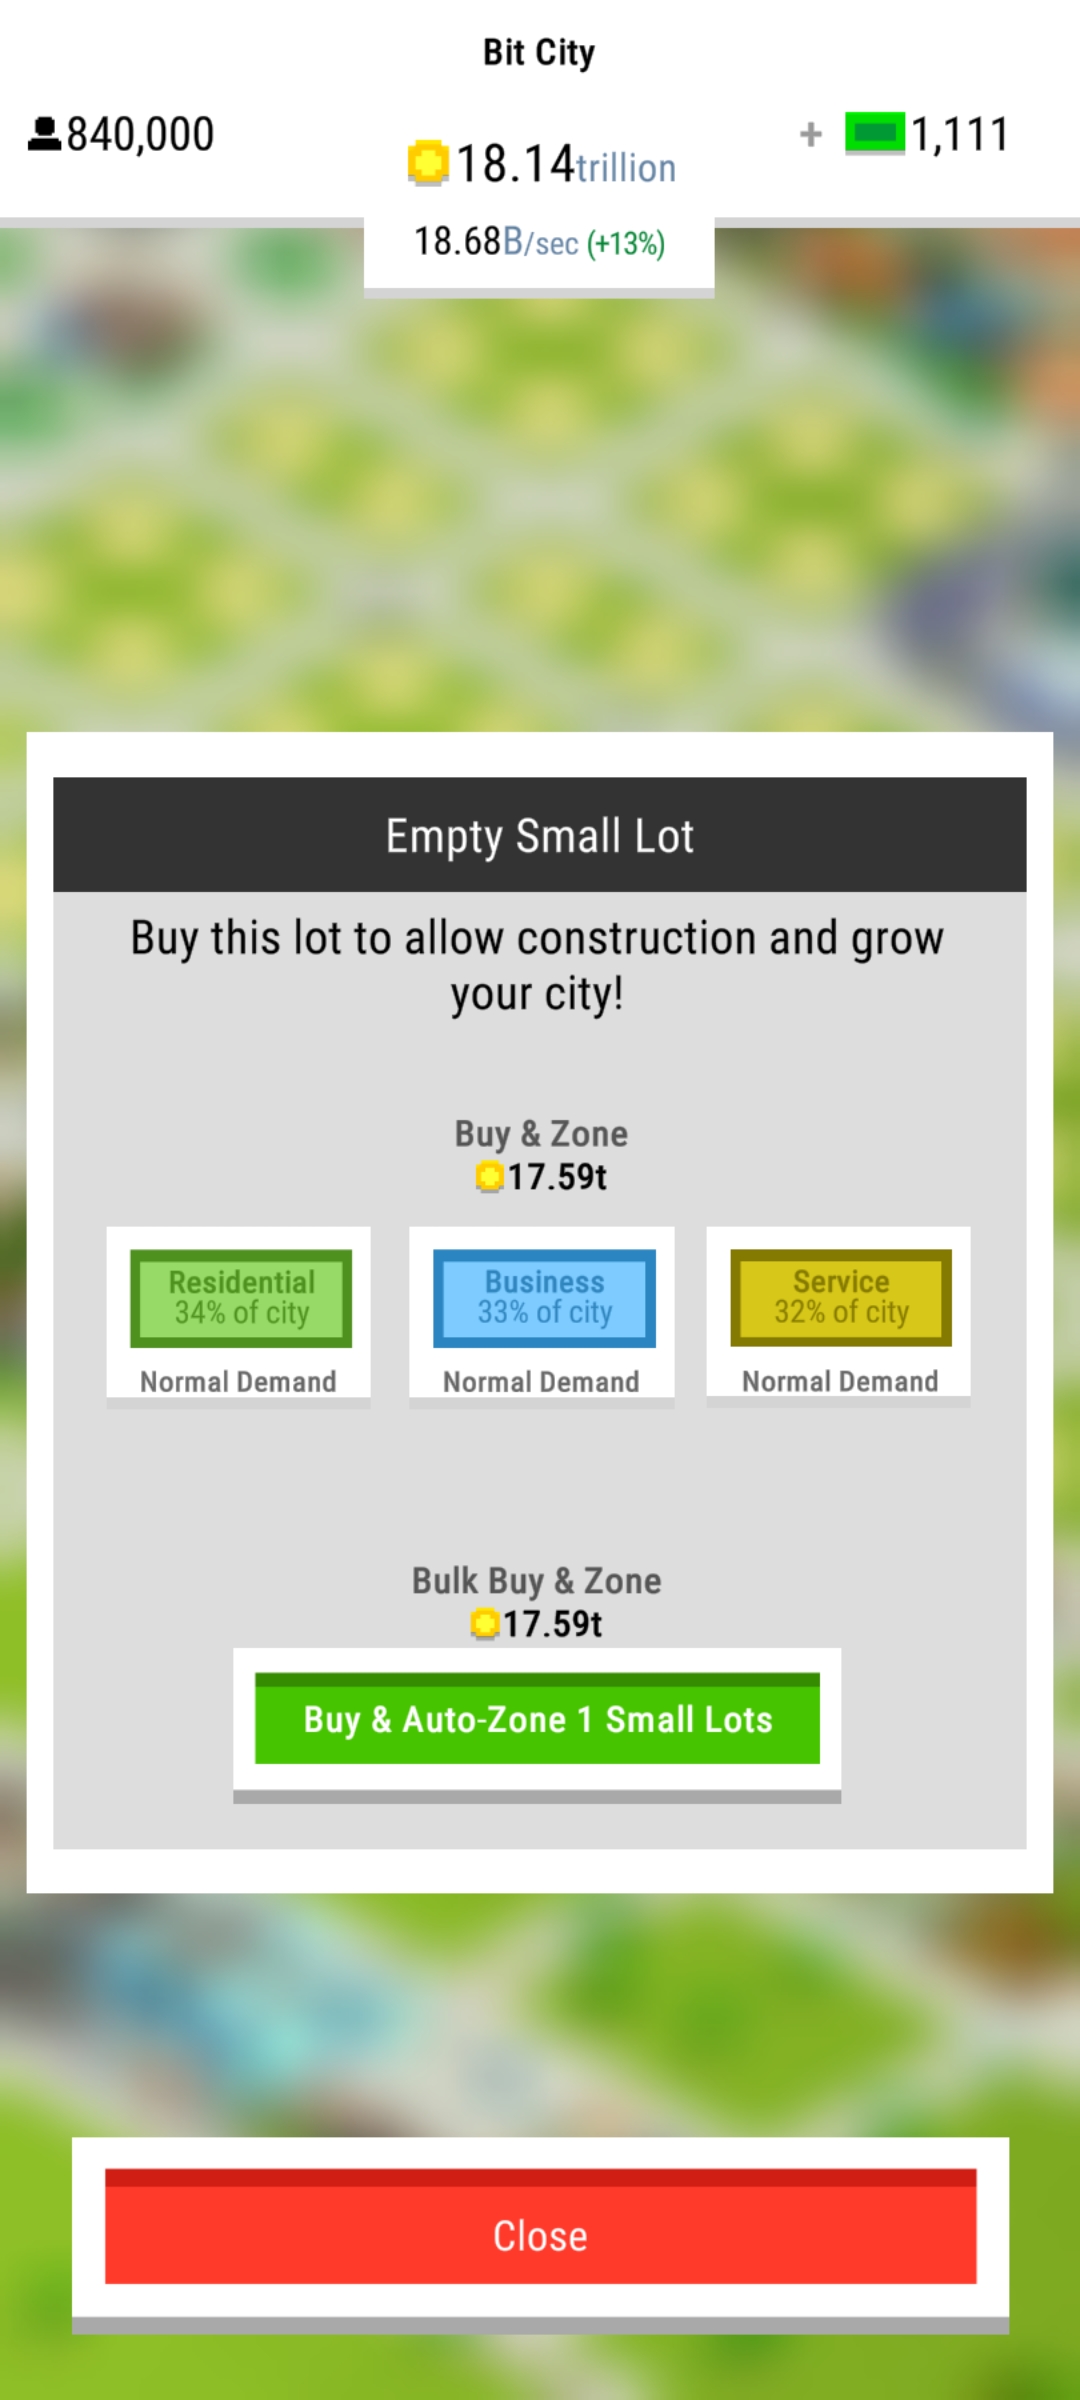 Bit City
840,000
18.14trillion
+ 1,111
18.68B/sec (+13%)
Empty Small Lot
Buy this lot to allow construction and grow
your city!
Buy & Zone
17.59t
Residential
34% of city
Normal Demand
Business
33% of city
Normal Demand
Service
32% of city
Normal Demand
Bulk Buy & Zone
17.59t
Buy & Auto-Zone 1 Small Lots
Close